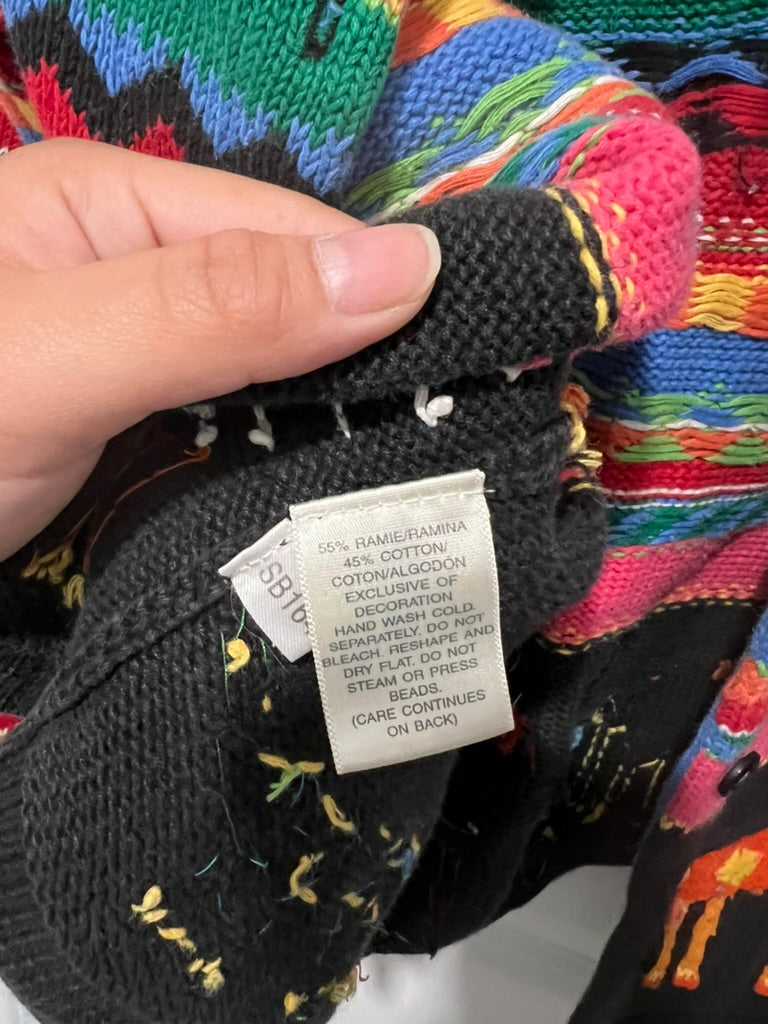 55% RAMIE/RAMINA
45% COTTON/
COTON/ALGODÓN
EXCLUSIVE OF
DECORATION
HAND WASH COLD.
SEPARATELY. DO NOT
BLEACH. RESHAPE AND
DRY FLAT. DO NOT
STEAM OR PRESS
BEADS.
(CARE CONTINUES
ON BACK)